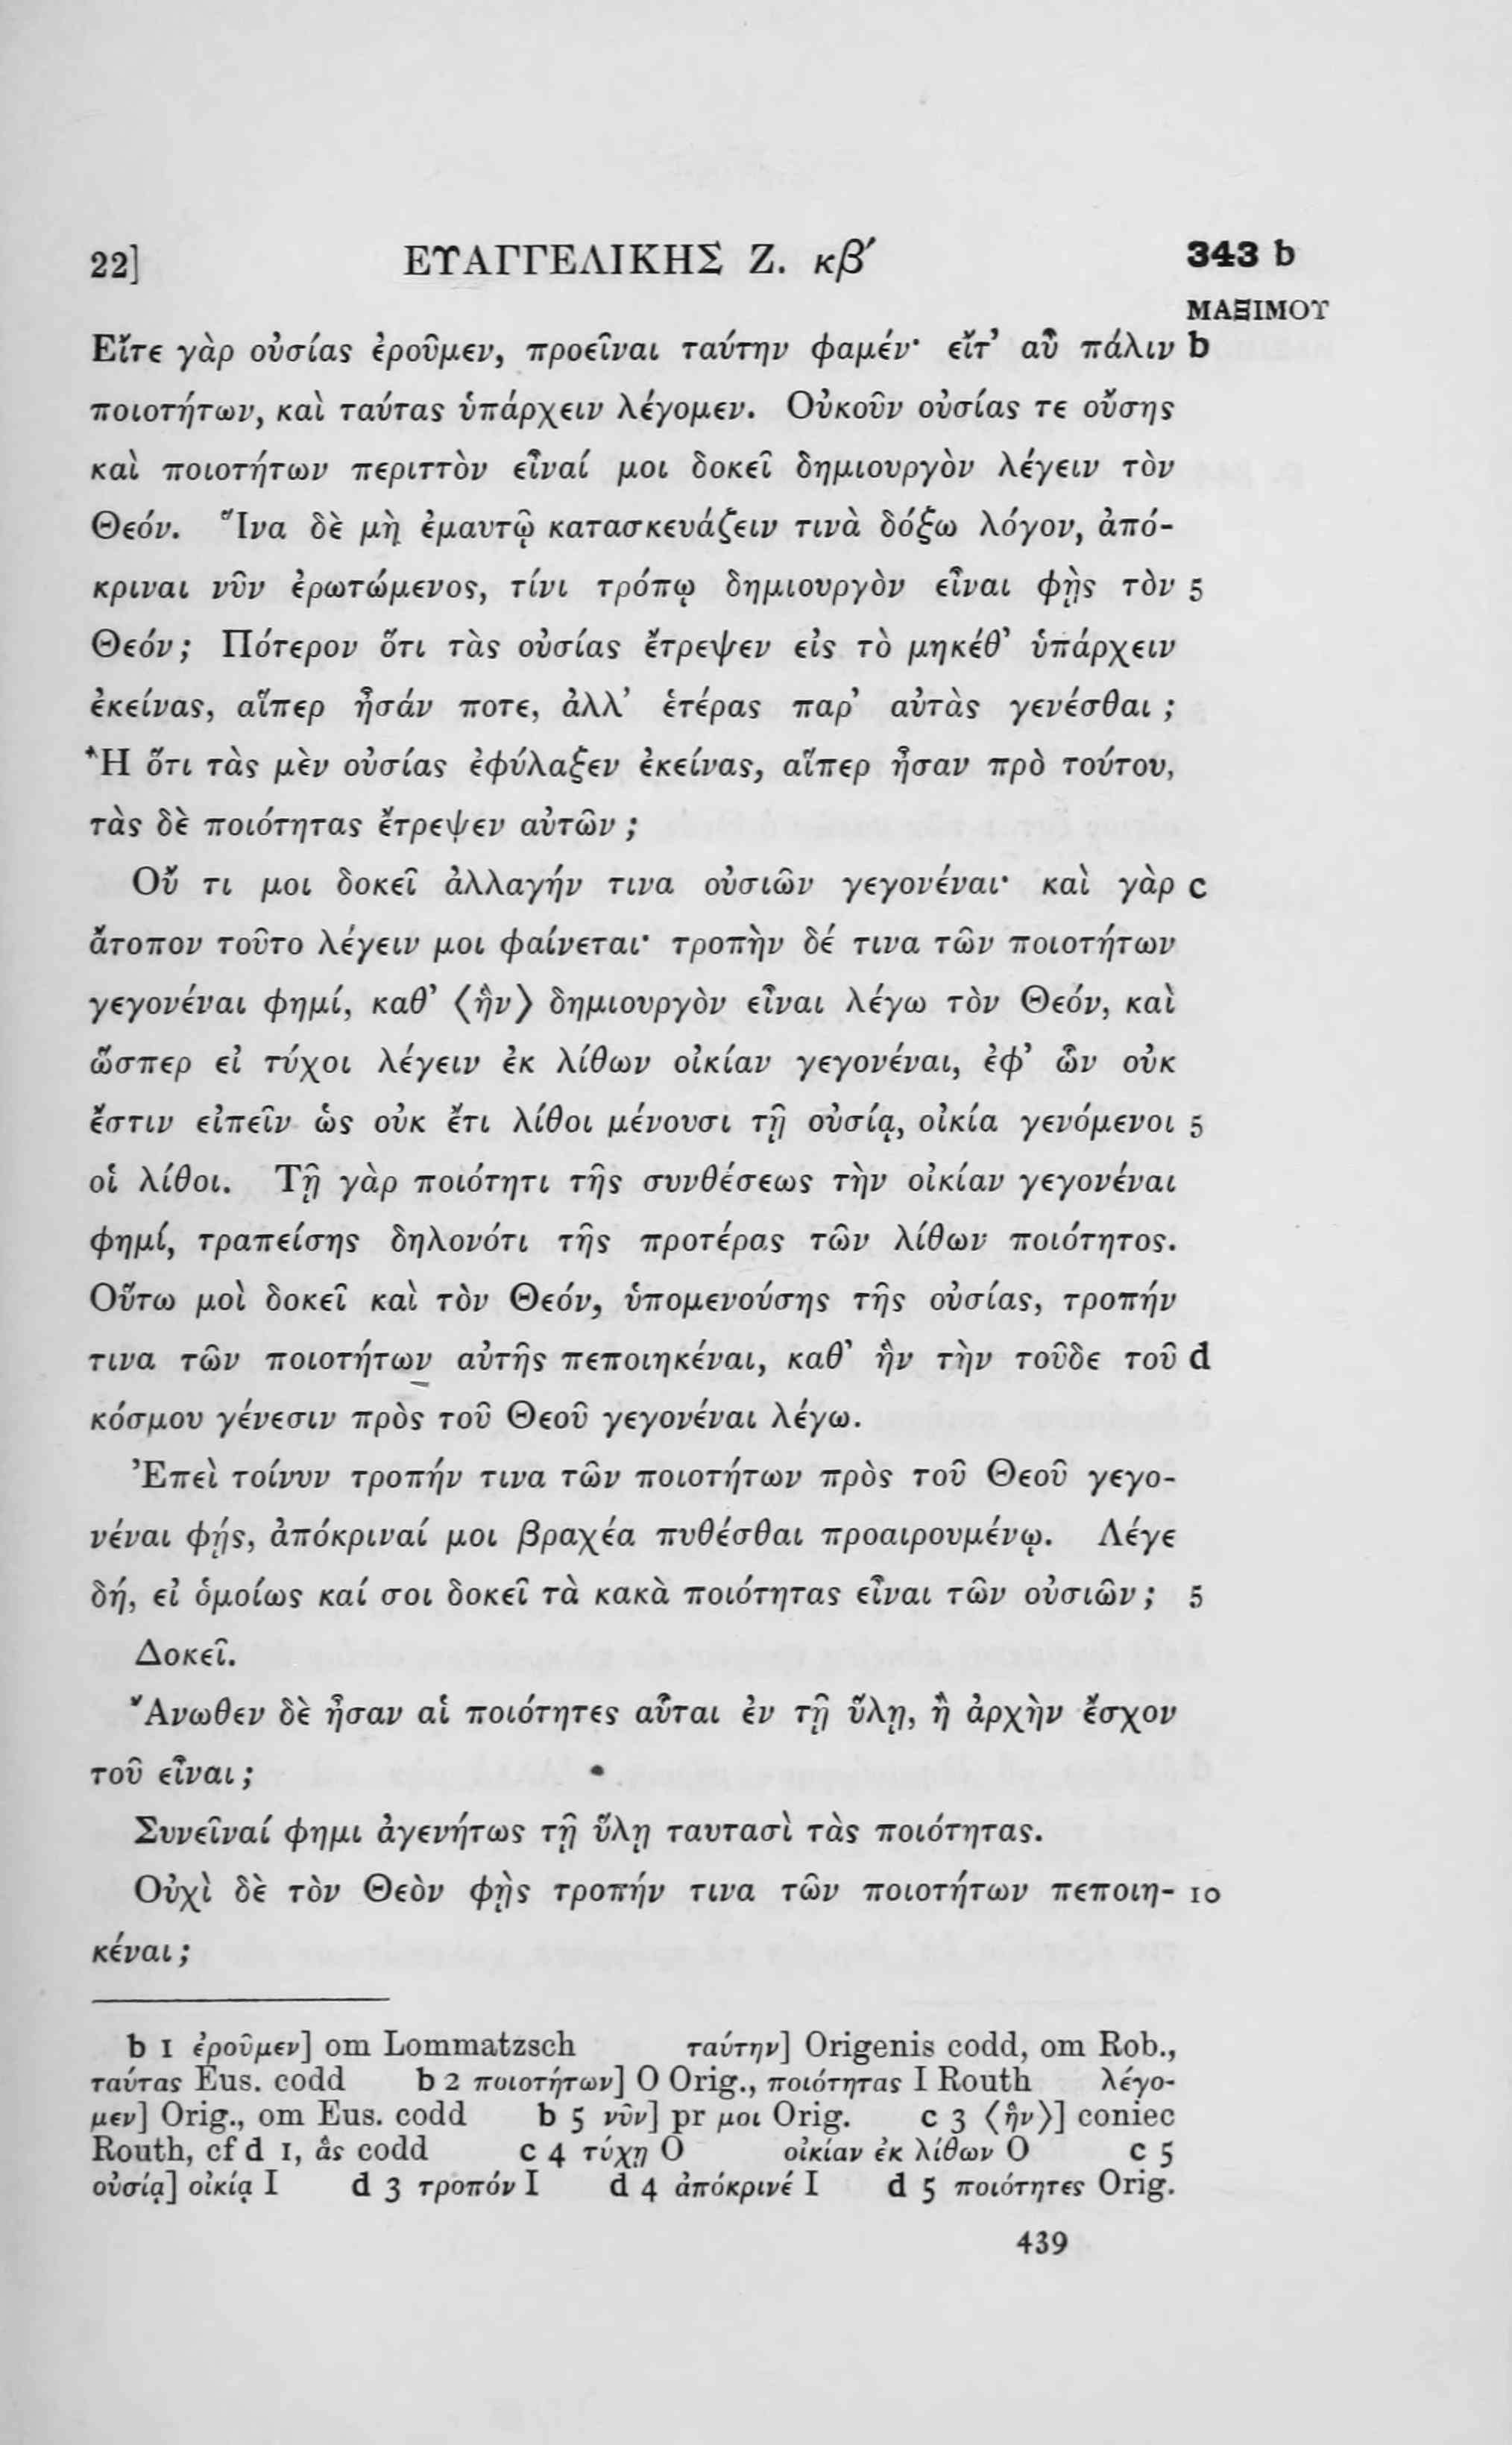 22] ΕΥΑΓΓΕΛΙΚΗΣ Ζ. κβ′ 343 b
ΜΑΞΙΜΟΥ
Εἴτε γὰρ οὐσίας ἐροῦμεν, προεῖναι ταύτην φαμέν· εἴτ’ αὖ πάλιν b
ποιοτήτων, καὶ ταύτας ὑπάρχειν λέγομεν. Οὐκοῦν οὐσίας τε οὔσης
καὶ ποιοτήτων περιττὸν εἶναί μοι δοκεῖ δημιουργὸν λέγειν τὸν
Θεόν. Ἵνα δὲ μὴ ἐμαυτῷ κατασκευάζειν τινὰ δόξω λόγον, ἀπό-
κριναι νῦν ἐρωτώμενος, τίνι τρόπῳ δημιουργὸν εἶναι φῂς τὸν 5
Θεόν; Πότερον ὅτι τὰς οὐσίας ἔτρεψεν εἰς τὸ μηκέθ’ ὑπάρχειν
ἐκείνας, αἵπερ ἦσάν ποτε, ἀλλ’ ἑτέρας παρ’ αὐτὰς γενέσθαι ;
Ἢ ὅτι τὰς μὲν οὐσίας ἐφύλαξεν ἐκείνας, αἵπερ ἦσαν πρὸ τούτου,
τὰς δὲ ποιότητας ἔτρεψεν αὐτῶν ;
Οὔ τι μοι δοκεῖ ἀλλαγήν τινα οὐσιῶν γεγονέναι· καὶ γὰρ c
ἄτοπον τοῦτο λέγειν μοι φαίνεται· τροπὴν δέ τινα τῶν ποιοτήτων
γεγονέναι φημί, καθ’ ⟨ἣν⟩ δημιουργὸν εἶναι λέγω τὸν Θεόν, καὶ
ὥσπερ εἰ τύχοι λέγειν ἐκ λίθων οἰκίαν γεγονέναι, ἐφ’ ὧν οὐκ
ἔστιν εἰπεῖν ὡς οὐκ ἔτι λίθοι μένουσι τῇ οὐσίᾳ, οἰκία γενόμενοι 5
οἱ λίθοι. Τῇ γὰρ ποιότητι τῆς συνθέσεως τὴν οἰκίαν γεγονέναι
φημί, τραπείσης δηλονότι τῆς προτέρας τῶν λίθων ποιότητος.
Οὕτω μοὶ δοκεῖ καὶ τὸν Θεόν, ὑπομενούσης τῆς οὐσίας, τροπήν
τινα τῶν ποιοτήτων αὐτῆς πεποιηκέναι, καθ’ ἣν τὴν τοῦδε τοῦ d
κόσμου γένεσιν πρὸς τοῦ Θεοῦ γεγονέναι λέγω.
Ἐπεὶ τοίνυν τροπήν τινα τῶν ποιοτήτων πρὸς τοῦ Θεοῦ γεγο-
νέναι φῄς, ἀπόκριναί μοι βραχέα πυθέσθαι προαιρουμένῳ. Λέγε
δή, εἰ ὁμοίως καί σοι δοκεῖ τὰ κακὰ ποιότητας εἶναι τῶν οὐσιῶν ; 5
Δοκεῖ.
Ἄνωθεν δὲ ἦσαν αἱ ποιότητες αὗται ἐν τῇ ὕλῃ, ἢ ἀρχὴν ἔσχον
τοῦ εἶναι ;
Συνεῖναί φημι ἀγενήτως τῇ ὕλῃ ταυτασὶ τὰς ποιότητας.
Οὐχὶ δὲ τὸν Θεὸν φῂς τροπήν τινα τῶν ποιοτήτων πεποιη- 10
κέναι ;
b 1 ἐροῦμεν] om Lommatzsch ταύτην] Origenis codd, om Rob.,
ταύτας Eus. codd b 2 ποιοτήτων] O Orig., ποιότητας I Routh λέγο-
μεν] Orig., om Eus. codd b 5 νῦν] pr μοι Orig. c 3 ⟨ἣν⟩] coniec
Routh, cf d 1, ἃς codd c 4 τύχῃ O οἰκίαν ἐκ λίθων O c 5
οὐσίᾳ] οἰκίᾳ I d 3 τροπόν I d 4 ἀπόκρινέ I d 5 ποιότητες Orig.
439